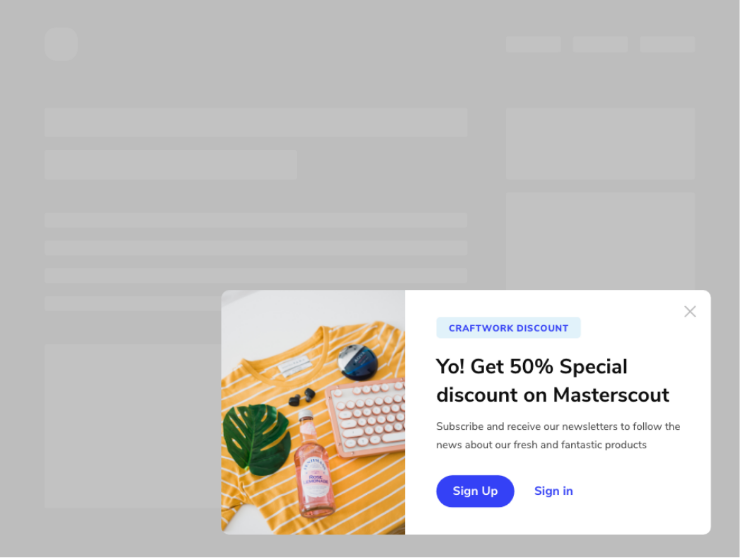 CRAFTWORK DISCOUNT
Yo! Get 50% Special
discount on Masterscout
Subscribe and receive our newsletters to follow the
news about our fresh and fantastic products
Sign Up
Sign in